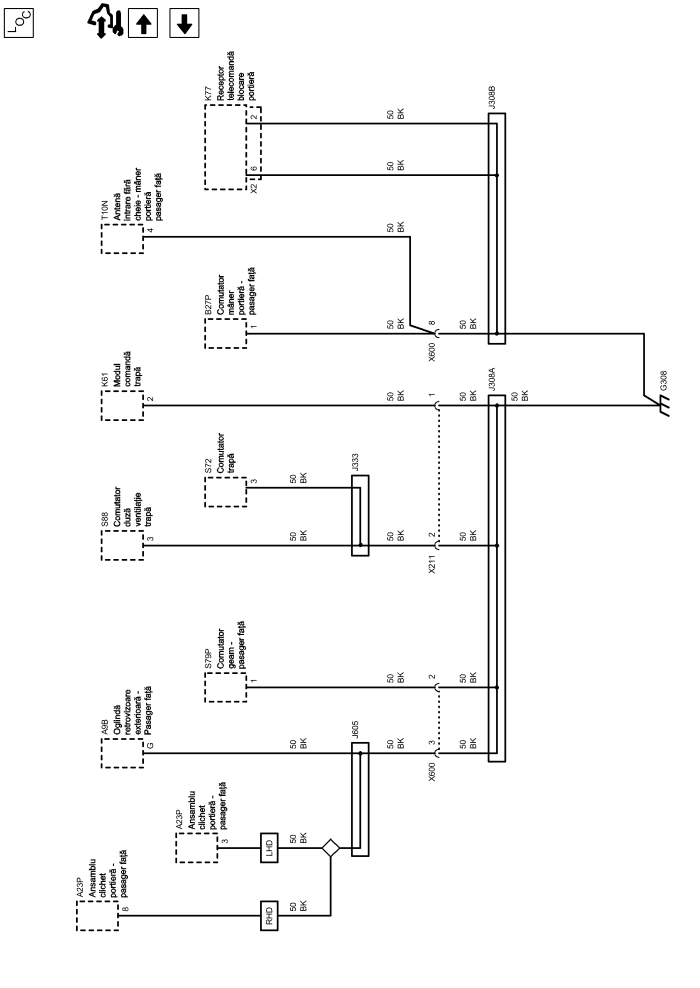 LOC
A23P
Ansamblu
clichet
portieră -
pasager față
8
RHD
50
BK
A23P
Ansamblu
clichet
portieră -
pasager față
3
LHD
50
BK
A9B
Oglindă
retrovizoare
exterioară -
Pasager față
G
50
BK
J605
50
BK
3
X600
50
BK
S79P
Comutator
geam -
pasager față
1
50
BK
2
50
BK
S88
Comutator
duză
ventilație
trapă
3
50
BK
S72
Comutator
trapă
3
50
BK
J333
50
BK
2
X211
50
BK
K61
Modul
comandă
trapă
2
50
BK
1
J308A
50
BK
G308
B27P
Comutator
mâner
portieră -
pasager față
1
50
BK
8
X600
50
BK
T10N
Antenă
intrare fără
cheie - mâner
portieră
pasager față
4
50
BK
K77
Receptor
telecomandă
blocare
portieră
2
6
X2
50
BK
50
BK
J308B